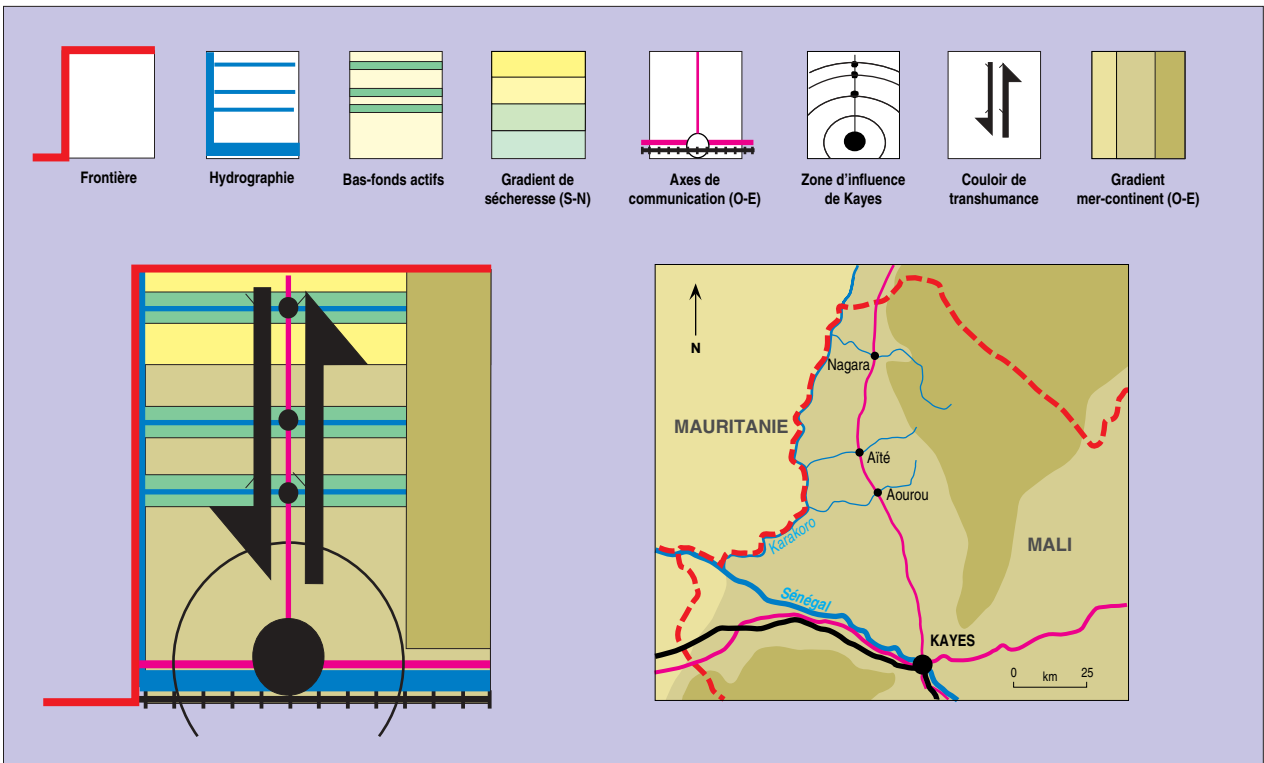 Frontière
Hydrographie
Bas-fonds actifs
Gradient de
sécheresse (S-N)
Axes de
communication (O-E)
Zone d'influence
de Kayes
Couloir de
transhumance
Gradient
mer-continent (O-E)
N
Nagara
MAURITANIE
Aïté
Aourou
Karakoro
MALI
Sénégal
KAYES
0 km 25